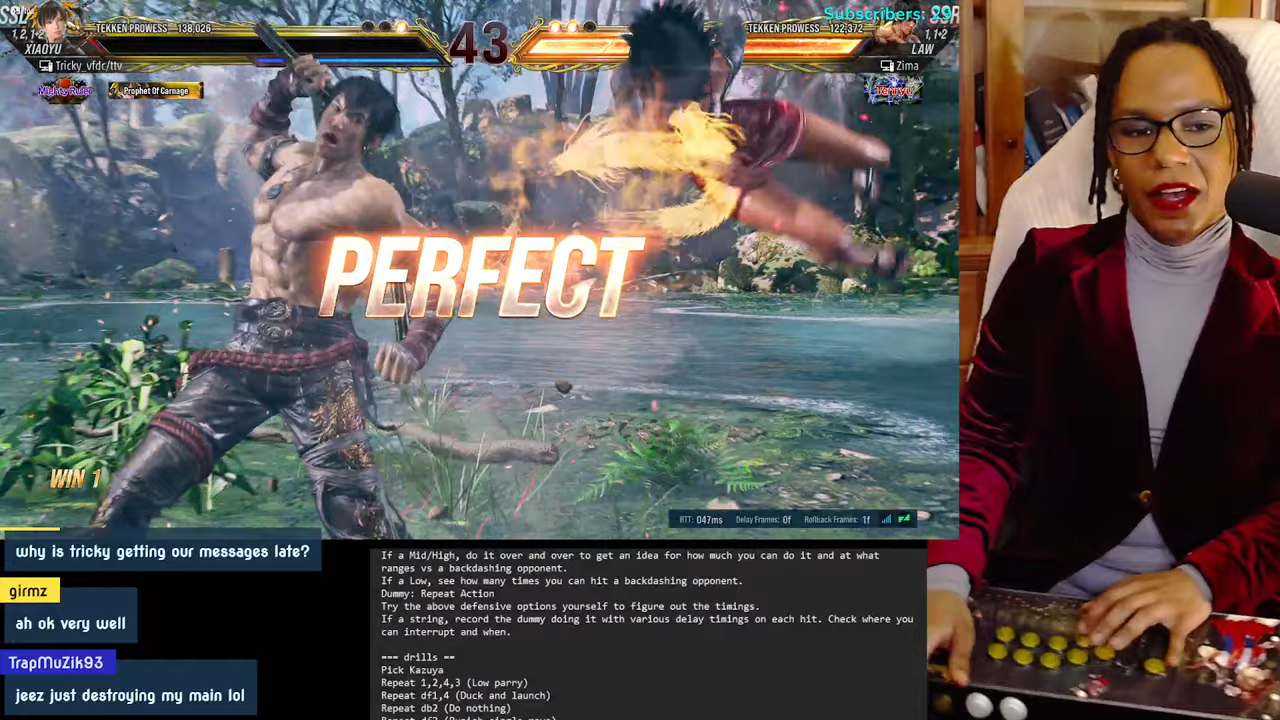 Subscribers: 29
TEKKEN PROWESS 138,026
43
TEKKEN PROWESS 122,372
1, 2, 1
1, 1+2
XIAOYU
LAW
Tricky_vfdc/ttv
Zima
Mighty Ruler
Prophet Of Carnage
Tenryu
PERFECT
WIN 1
RTT: 047ms Delay Frames: 0f Rollback Frames: 1f
why is tricky getting our messages late?
girmz
ah ok very well
TrapMuZik93
jeez just destroying my main lol
If a Mid/High, do it over and over to get an idea for how much you can do it and at what
ranges vs a backdashing opponent.
If a Low, see how many times you can hit a backdashing opponent.
Dummy: Repeat Action
Try the above defensive options yourself to figure out the timings.
If a string, record the dummy doing it with various delay timings on each hit. Check where you
can interrupt and when.
=== drills ==
Pick Kazuya
Repeat 1,2,4,3 (Low parry)
Repeat df1,4 (Duck and launch)
Repeat db2 (Do nothing)